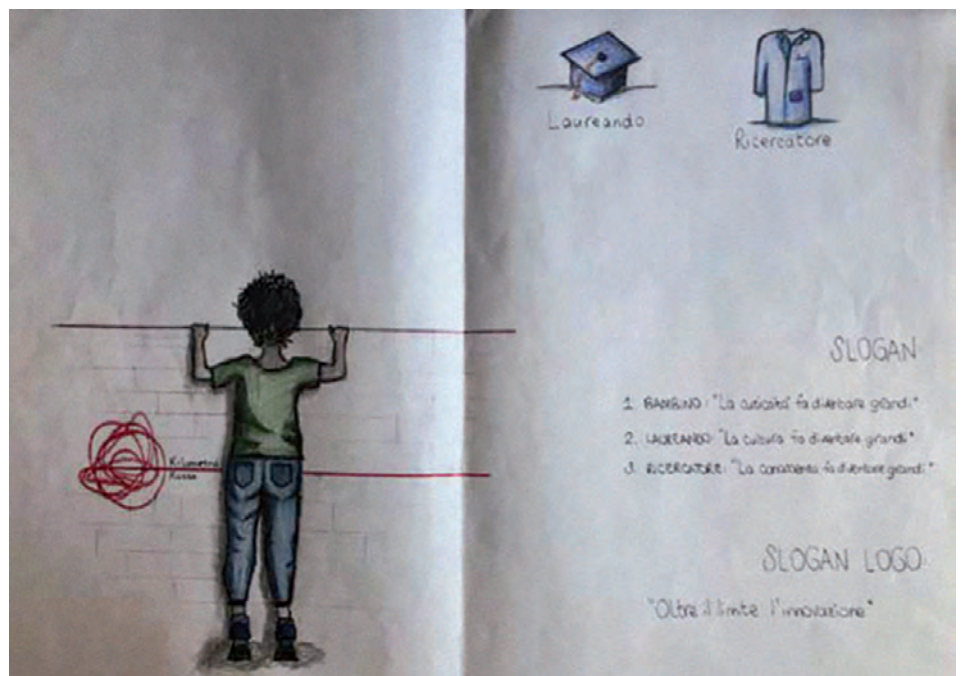 Laureando
Ricercatore
Kilometro
Rosso
SLOGAN
1. BAMBINO: "La curiosità fa diventare grandi"
2. LAUREANDO: "La cultura fa diventare grandi"
3. RICERCATORE: "La conoscenza fa diventare grandi"
SLOGAN LOGO
"Oltre il limite l'innovazione"